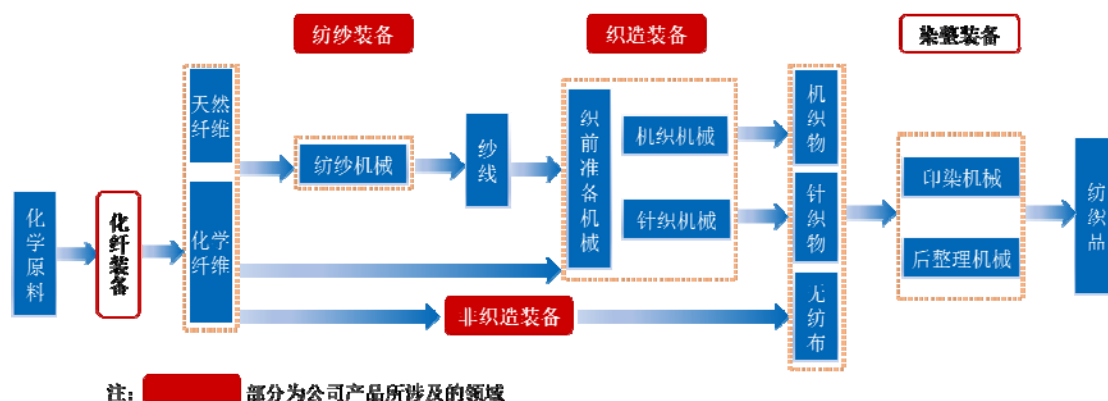 纺纱装备
织造装备
染整装备
天然
纤维
纺纱机械
纱线
织前准备机械
机织机械
针织机械
机织物
针织物
无纺布
印染机械
后整理机械
纺织品
化学原料
化纤装备
化学
纤维
非织造装备
注：
部分为公司产品所涉及的领域